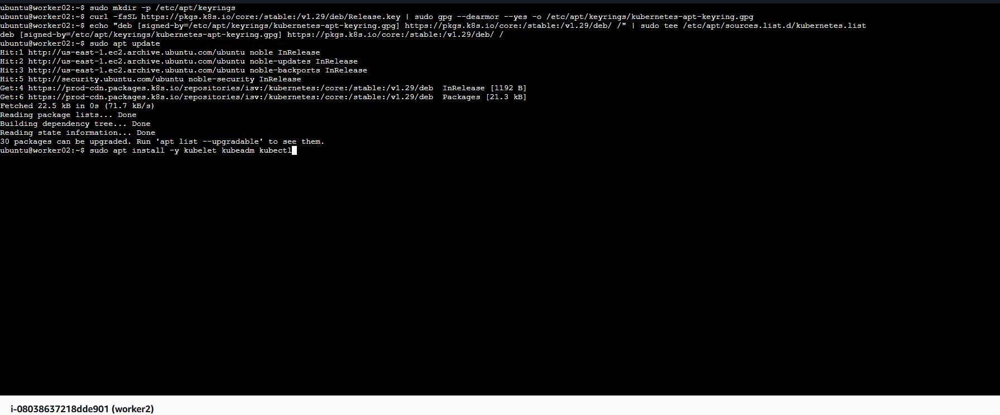 ubuntu@worker02:~$ sudo mkdir -p /etc/apt/keyrings
ubuntu@worker02:~$ curl -fsSL https://pkgs.k8s.io/core:/stable:/v1.29/deb/Release.key | sudo gpg --dearmor --yes -o /etc/apt/keyrings/kubernetes-apt-keyring.gpg
ubuntu@worker02:~$ echo "deb [signed-by=/etc/apt/keyrings/kubernetes-apt-keyring.gpg] https://pkgs.k8s.io/core:/stable:/v1.29/deb/ /" | sudo tee /etc/apt/sources.list.d/kubernetes.list
deb [signed-by=/etc/apt/keyrings/kubernetes-apt-keyring.gpg] https://pkgs.k8s.io/core:/stable:/v1.29/deb/ /
ubuntu@worker02:~$ sudo apt update
Hit:1 http://us-east-1.ec2.archive.ubuntu.com/ubuntu noble InRelease
Hit:2 http://us-east-1.ec2.archive.ubuntu.com/ubuntu noble-updates InRelease
Hit:3 http://us-east-1.ec2.archive.ubuntu.com/ubuntu noble-backports InRelease
Hit:5 http://security.ubuntu.com/ubuntu noble-security InRelease
Get:4 https://prod-cdn.packages.k8s.io/repositories/isv:/kubernetes:/core:/stable:/v1.29/deb  InRelease [1192 B]
Get:6 https://prod-cdn.packages.k8s.io/repositories/isv:/kubernetes:/core:/stable:/v1.29/deb  Packages [21.3 kB]
Fetched 22.5 kB in 0s (71.7 kB/s)
Reading package lists... Done
Building dependency tree... Done
Reading state information... Done
30 packages can be upgraded. Run 'apt list --upgradable' to see them.
ubuntu@worker02:~$ sudo apt install -y kubelet kubeadm kubectl
i-08038637218dde901 (worker2)